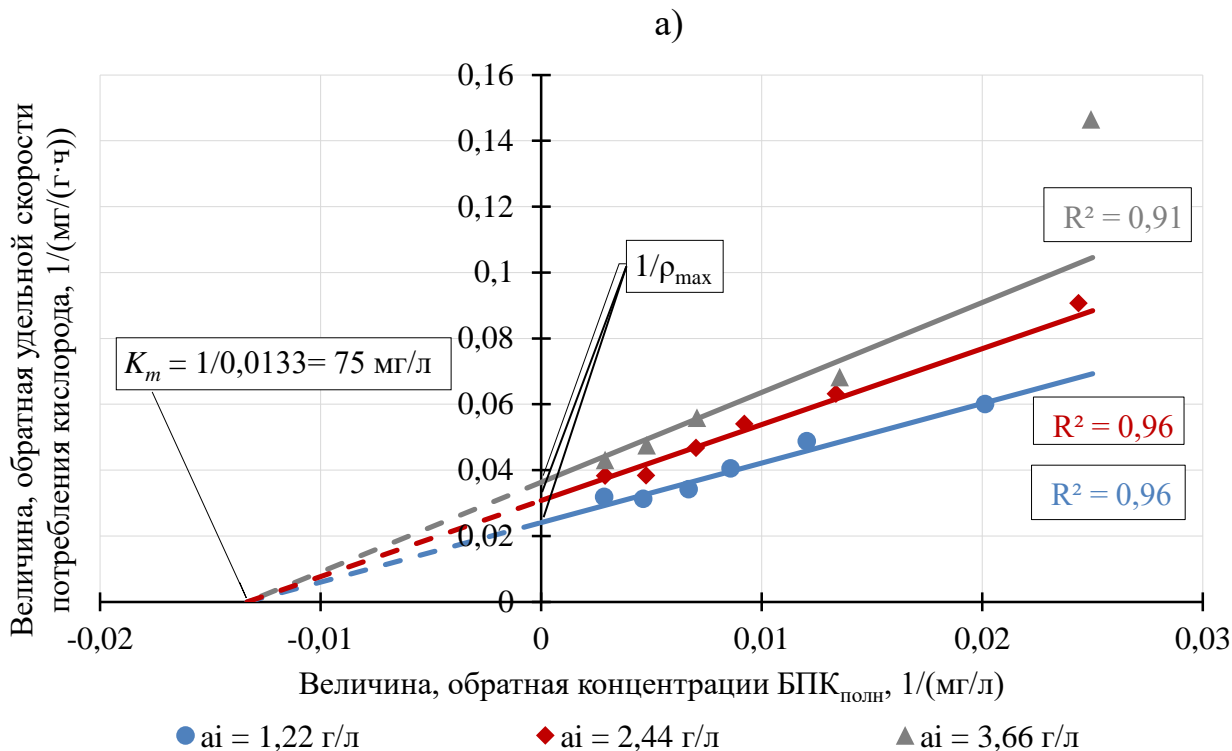 а)
Величина, обратная удельной скорости
потребления кислорода, 1/(мг/(г·ч))
0,16
0,14
0,12
0,1
0,08
0,06
0,04
0,02
0
R² = 0,91
1/ρmax
Km = 1/0,0133= 75 мг/л
R² = 0,96
R² = 0,96
-0,02 -0,01 0 0,01 0,02 0,03
Величина, обратная концентрации БПКполн, 1/(мг/л)
ai = 1,22 г/л ai = 2,44 г/л ai = 3,66 г/л